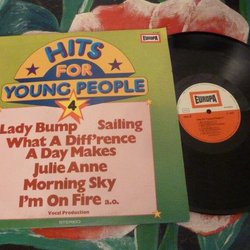 HITS
FOR
YOUNG PEOPLE
4
EUROPA
Lady Bump Sailing
What A Diff'rence
A Day Makes
Julie Anne
Morning Sky
I'm On Fire a.o.
Vocal Production
STEREO
EUROPA